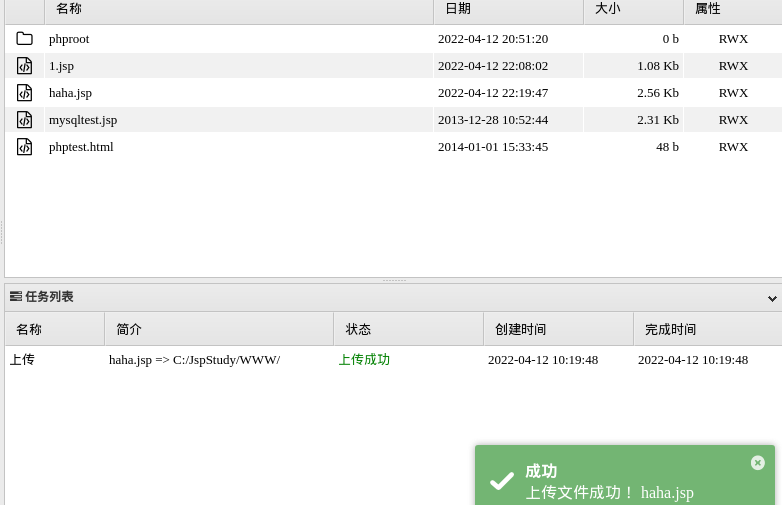 名称 日期 大小 属性
phproot 2022-04-12 20:51:20 0 b RWX
1.jsp 2022-04-12 22:08:02 1.08 Kb RWX
haha.jsp 2022-04-12 22:19:47 2.56 Kb RWX
mysqltest.jsp 2013-12-28 10:52:44 2.31 Kb RWX
phptest.html 2014-01-01 15:33:45 48 b RWX
任务列表
名称 简介 状态 创建时间 完成时间
上传 haha.jsp => C:/JspStudy/WWW/ 上传成功 2022-04-12 10:19:48 2022-04-12 10:19:48
成功
上传文件成功！ haha.jsp